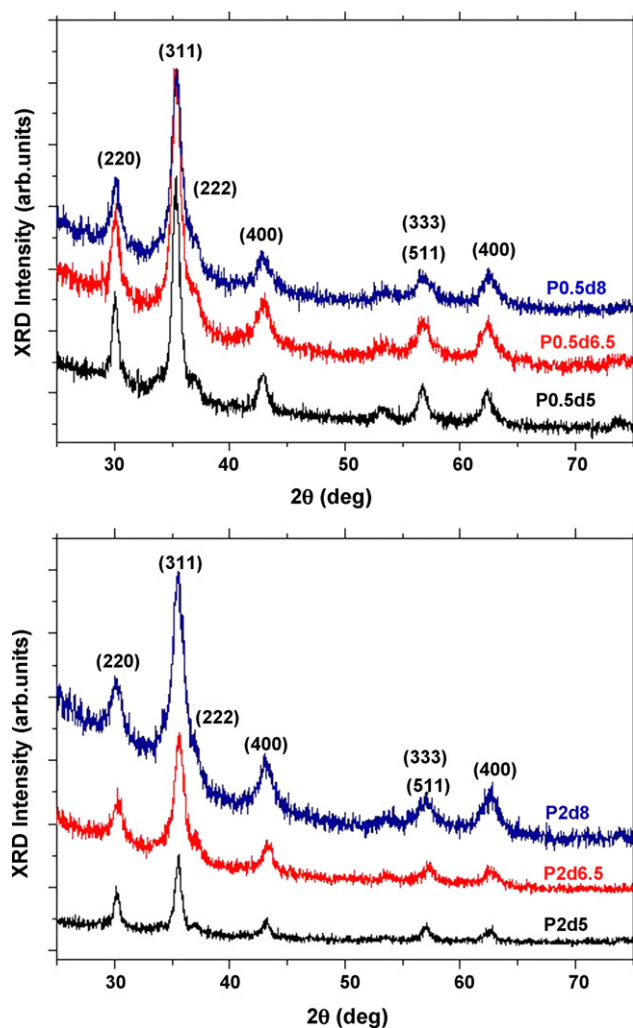 (311)
(220)
(222)
(400)
(333)
(511)
(400)
P0.5d8
P0.5d6.5
P0.5d5
XRD Intensity (arb.units)
30 40 50 60 70
2θ (deg)
(311)
(220)
(222)
(400)
(333)
(511)
(400)
P2d8
P2d6.5
P2d5
XRD Intensity (arb.units)
30 40 50 60 70
2θ (deg)